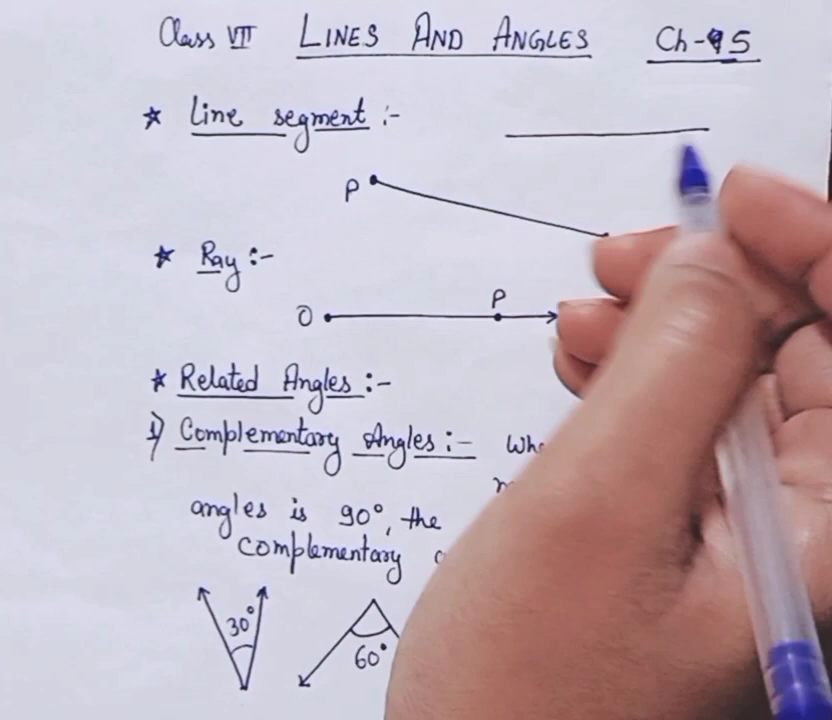 Class VII LINES AND ANGLES Ch-5
* Line segment :-
P
* Ray :-
O P
* Related Angles :-
1) Complementary Angles :-
angles is 90°, the
complementary
30° 60°